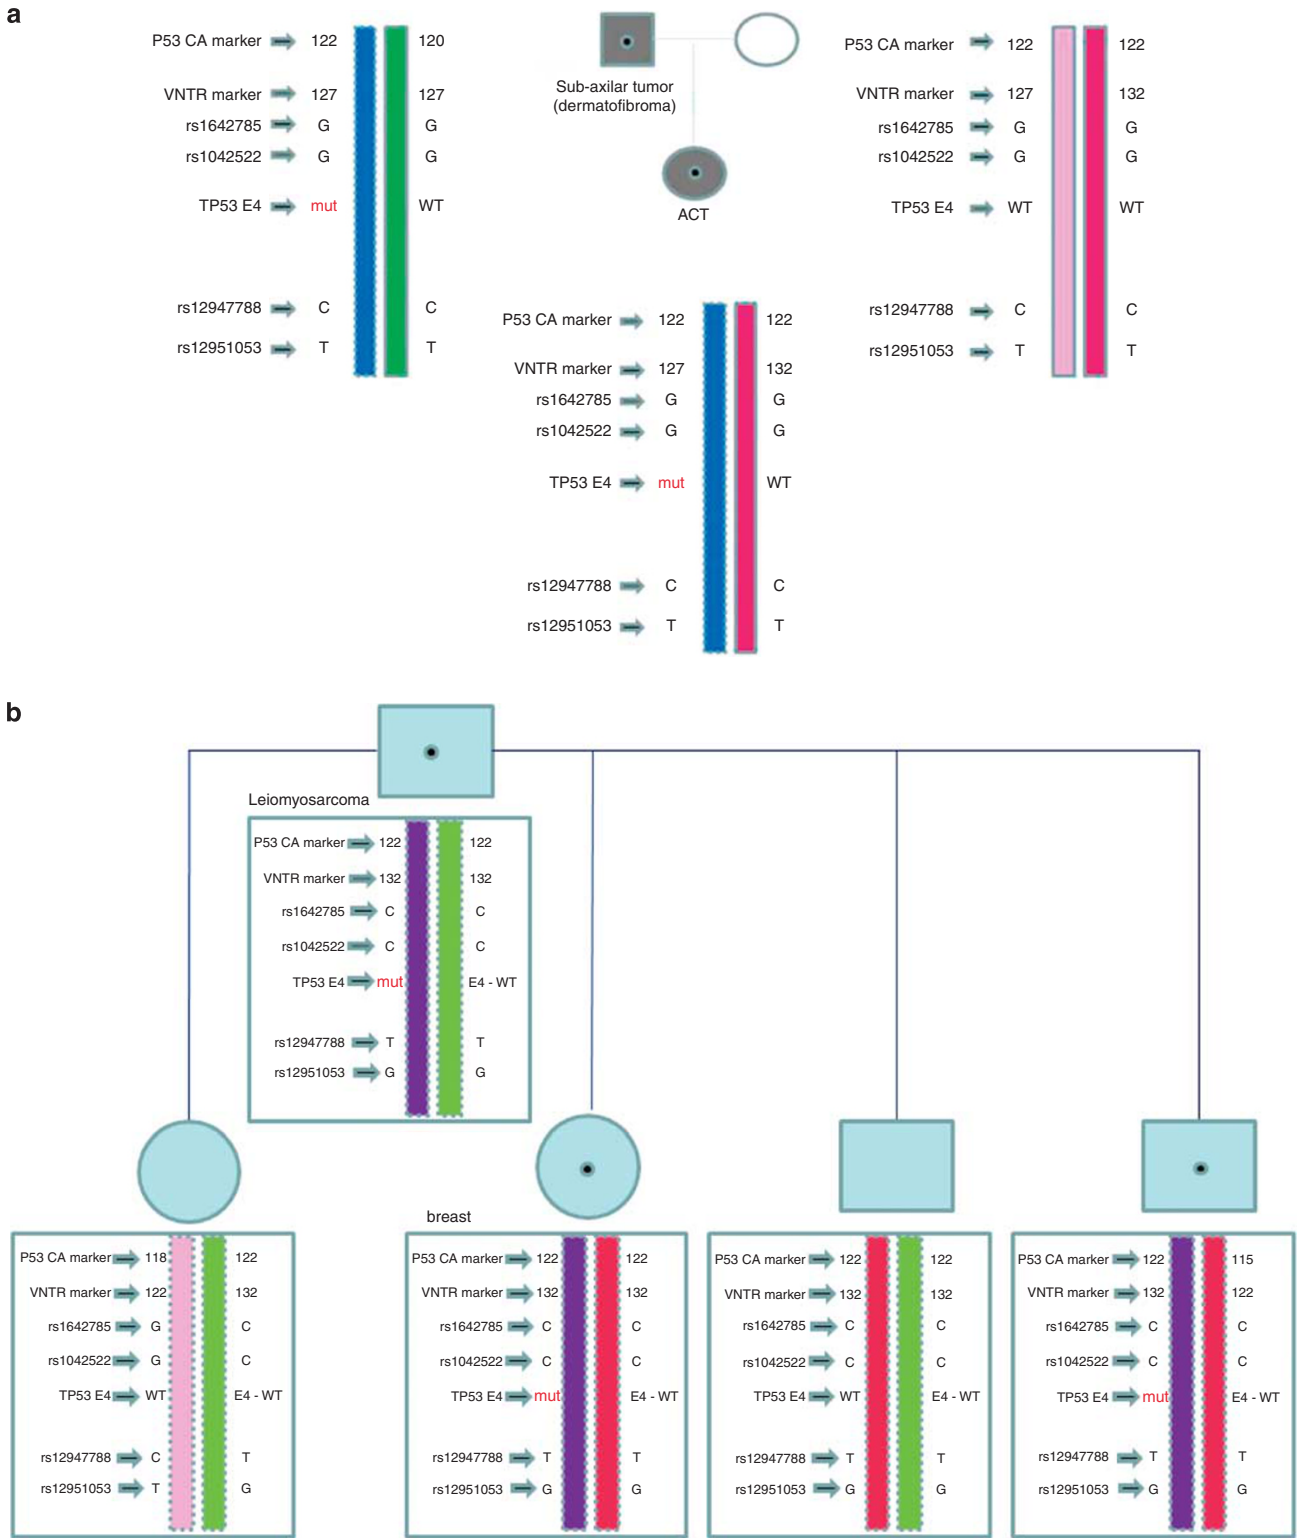 a
P53 CA marker 122 120
VNTR marker 127 127
rs1642785 G G
rs1042522 G G
TP53 E4 mut WT
rs12947788 C C
rs12951053 T T
Sub-axilar tumor
(dermatofibroma)
ACT
P53 CA marker 122 122
VNTR marker 127 132
rs1642785 G G
rs1042522 G G
TP53 E4 WT WT
rs12947788 C C
rs12951053 T T
P53 CA marker 122 122
VNTR marker 127 132
rs1642785 G G
rs1042522 G G
TP53 E4 mut WT
rs12947788 C C
rs12951053 T T
b
Leiomyosarcoma
P53 CA marker 122 122
VNTR marker 132 132
rs1642785 C C
rs1042522 C C
TP53 E4 mut E4 - WT
rs12947788 T T
rs12951053 G G
P53 CA marker 118 122
VNTR marker 122 132
rs1642785 G C
rs1042522 G C
TP53 E4 WT E4 - WT
rs12947788 C T
rs12951053 T G
breast
P53 CA marker 122 122
VNTR marker 132 132
rs1642785 C C
rs1042522 C C
TP53 E4 mut E4 - WT
rs12947788 T T
rs12951053 G G
P53 CA marker 122 122
VNTR marker 132 132
rs1642785 C C
rs1042522 C C
TP53 E4 WT E4 - WT
rs12947788 T T
rs12951053 G G
P53 CA marker 122 115
VNTR marker 132 122
rs1642785 C C
rs1042522 C C
TP53 E4 mut E4 - WT
rs12947788 T T
rs12951053 G G